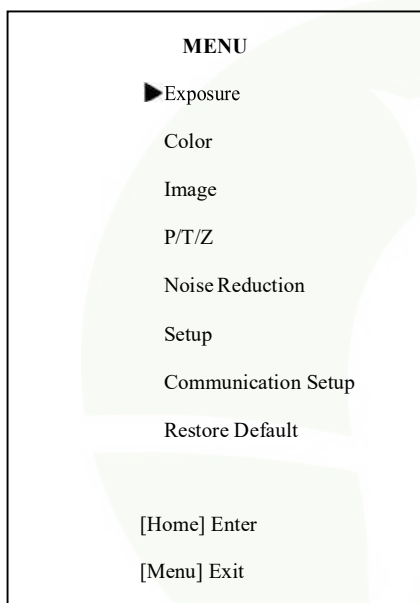 MENU
Exposure
Color
Image
P/T/Z
Noise Reduction
Setup
Communication Setup
Restore Default
[Home] Enter
[Menu] Exit